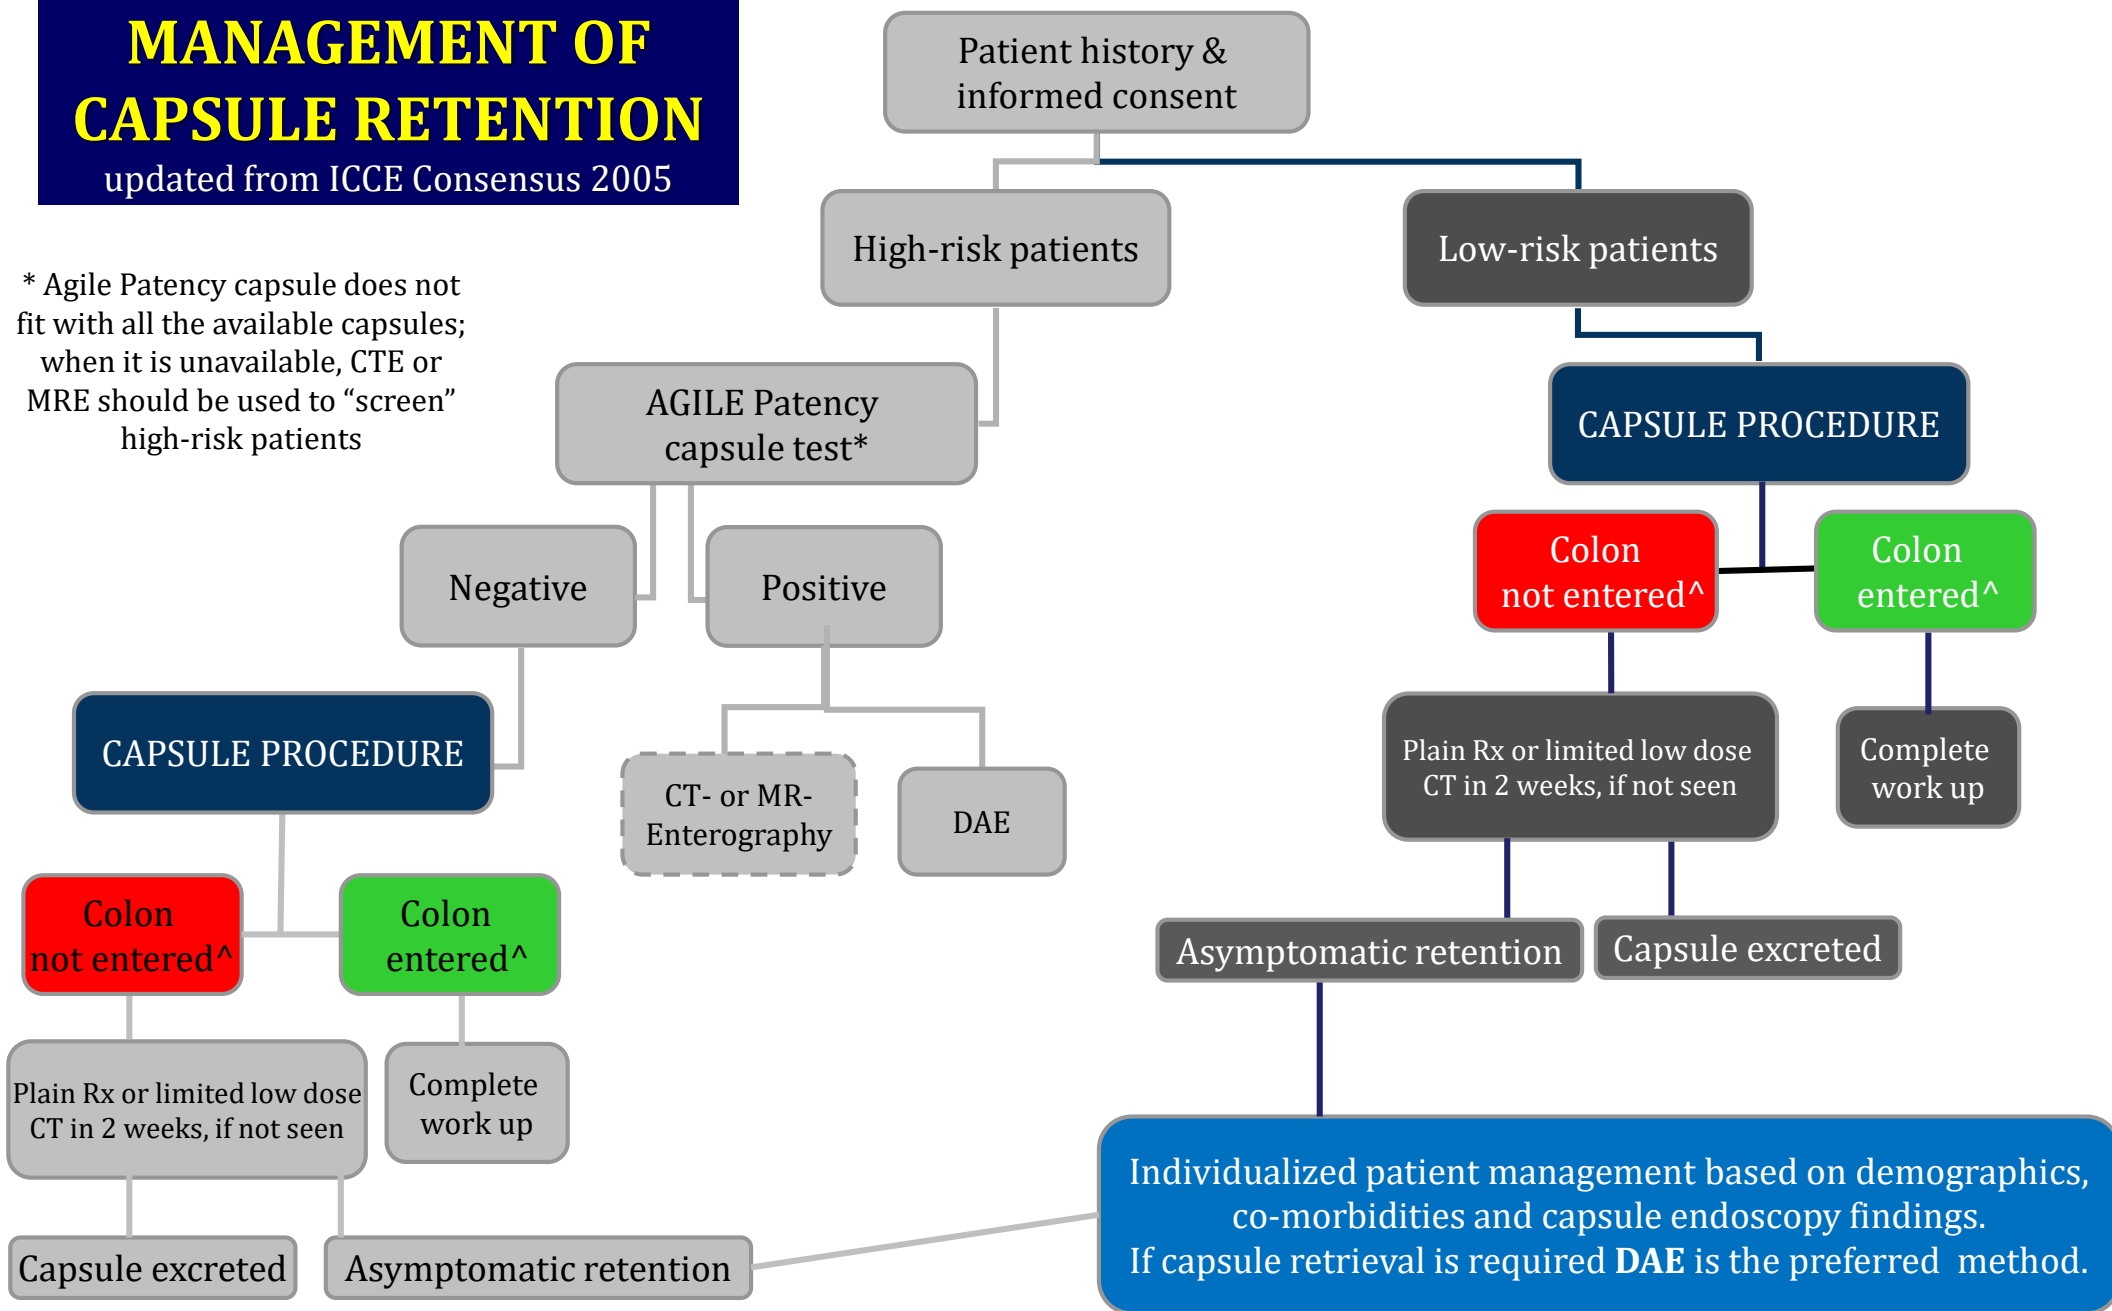 MANAGEMENT OF
CAPSULE RETENTION
updated from ICCE Consensus 2005
* Agile Patency capsule does not
fit with all the available capsules;
when it is unavailable, CTE or
MRE should be used to “screen”
high-risk patients
Patient history &
informed consent
High-risk patients
Low-risk patients
AGILE Patency
capsule test*
CAPSULE PROCEDURE
Negative
Positive
Colon
not entered^
Colon
entered^
CAPSULE PROCEDURE
CT- or MR-
Enterography
DAE
Plain Rx or limited low dose
CT in 2 weeks, if not seen
Complete
work up
Colon
not entered^
Colon
entered^
Asymptomatic retention
Capsule excreted
Plain Rx or limited low dose
CT in 2 weeks, if not seen
Complete
work up
Capsule excreted
Asymptomatic retention
Individualized patient management based on demographics,
co-morbidities and capsule endoscopy findings.
If capsule retrieval is required DAE is the preferred method.